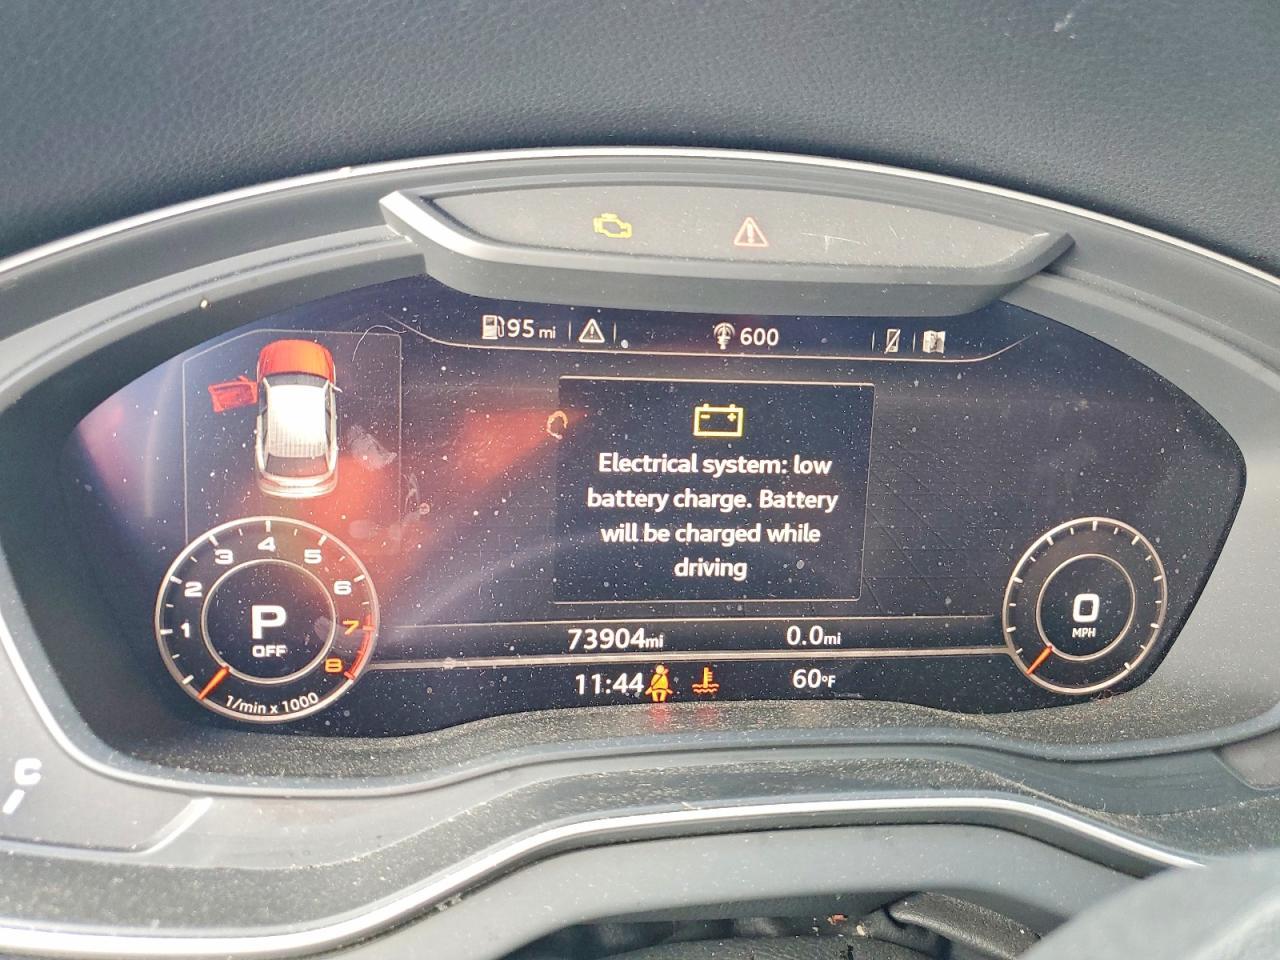 95 mi
600
Electrical system: low
battery charge. Battery
will be charged while
driving
1 2 3 4 5 6 7 8
P
OFF
1/min x 1000
0
MPH
73904mi
0.0mi
11:44
60°F
C